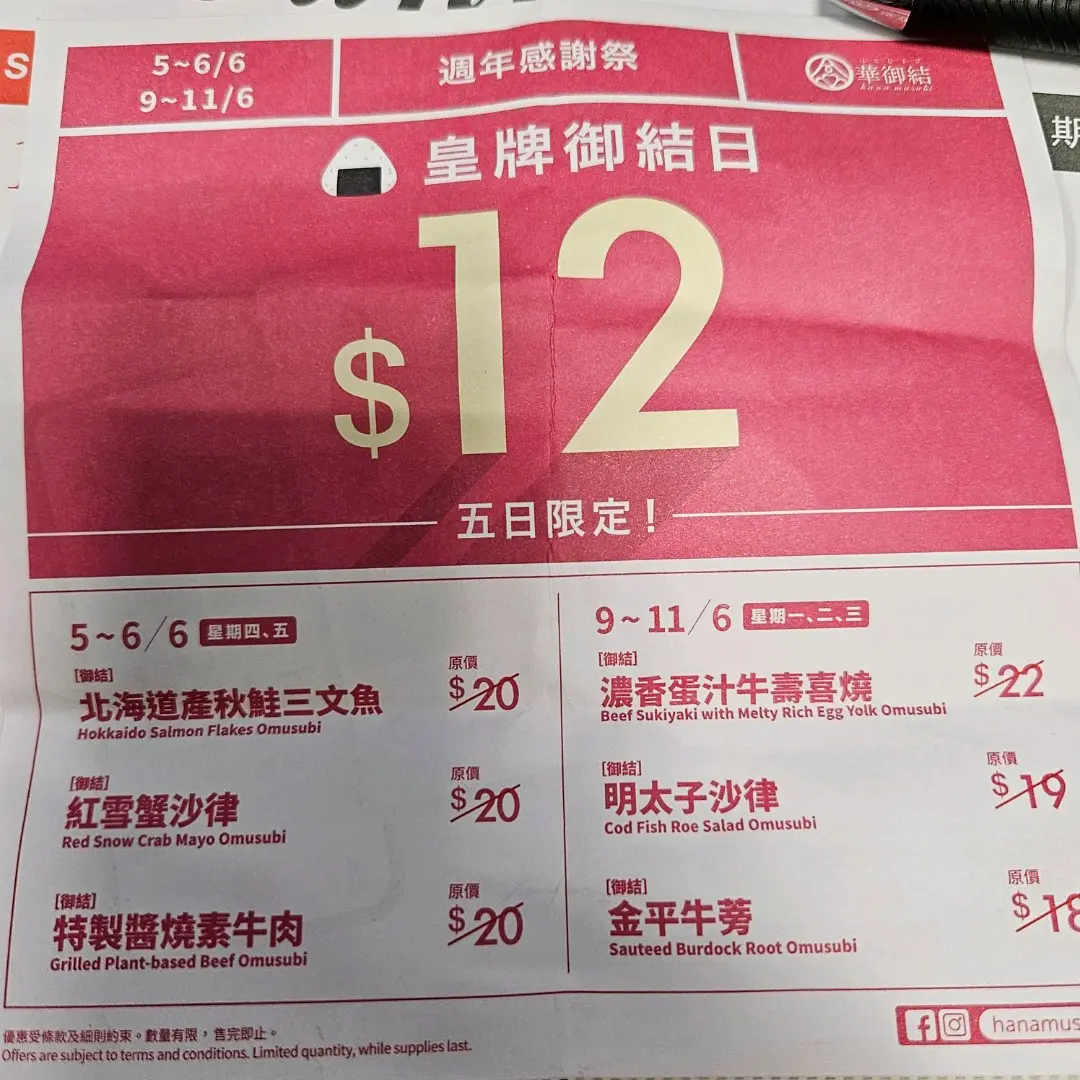 S
5~6/6
9~11/6
週年感謝祭
華御結
hana musubi
期
皇牌御結日
$12
五日限定！
5~6/6 星期四、五
[御結]
北海道產秋鮭三文魚
Hokkaido Salmon Flakes Omusubi
原價
$20
[御結]
紅雪蟹沙律
Red Snow Crab Mayo Omusubi
原價
$20
[御結]
特製醬燒素牛肉
Grilled Plant-based Beef Omusubi
原價
$20
9~11/6 星期一、二、三
[御結]
濃香蛋汁牛壽喜燒
Beef Sukiyaki with Melty Rich Egg Yolk Omusubi
原價
$22
[御結]
明太子沙律
Cod Fish Roe Salad Omusubi
原價
$19
[御結]
金平牛蒡
Sauteed Burdock Root Omusubi
原價
$18
優惠受條款及細則約束。數量有限，售完即止。
Offers are subject to terms and conditions. Limited quantity, while supplies last.
hanamus